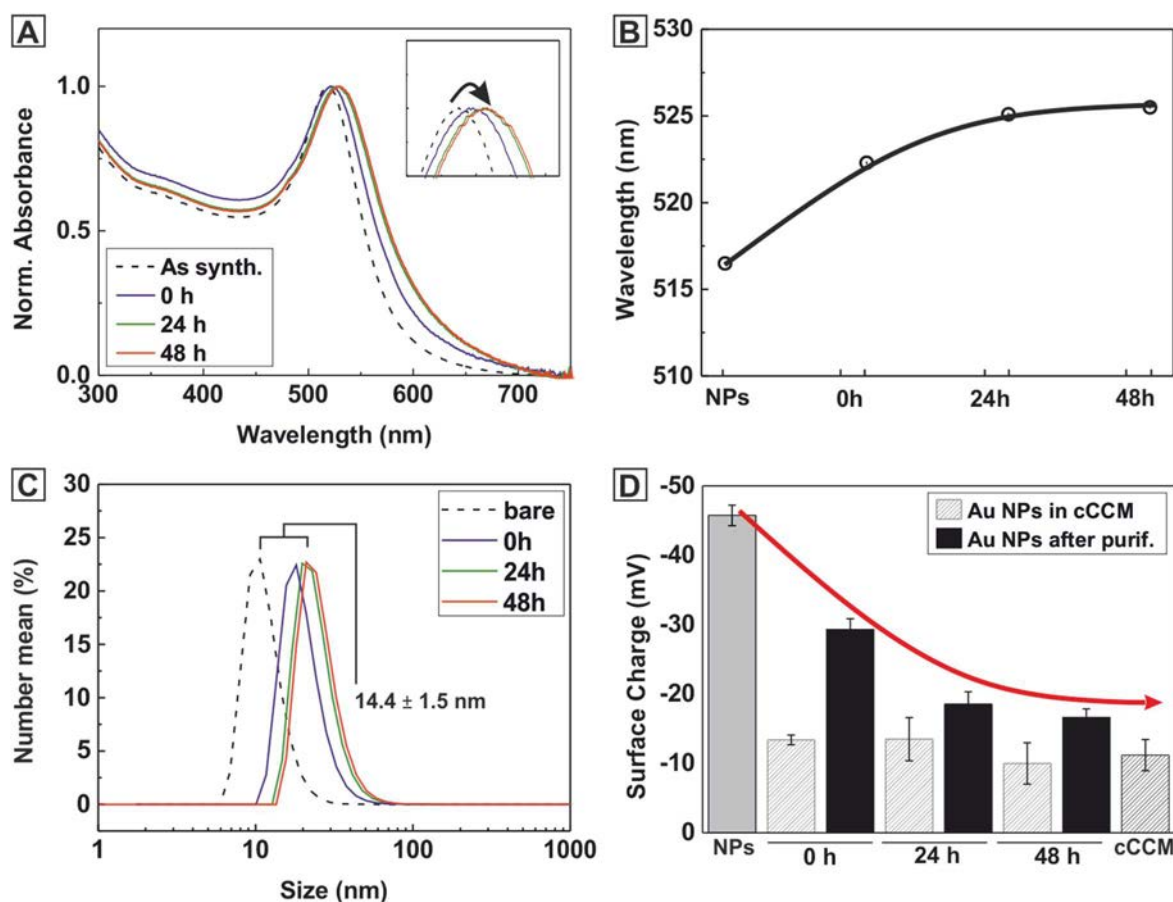 A
Norm. Absorbance
1.0
0.5
0.0
As synth.
0 h
24 h
48 h
300 400 500 600 700
Wavelength (nm)
B
Wavelength (nm)
530
525
520
515
510
NPs 0h 24h 48h
C
Number mean (%)
30
25
20
15
10
5
0
bare
0h
24h
48h
14.4 ± 1.5 nm
1 10 100 1000
Size (nm)
D
Surface Charge (mV)
-50
-40
-30
-20
-10
0
Au NPs in cCCM
Au NPs after purif.
NPs 0 h 24 h 48 h cCCM